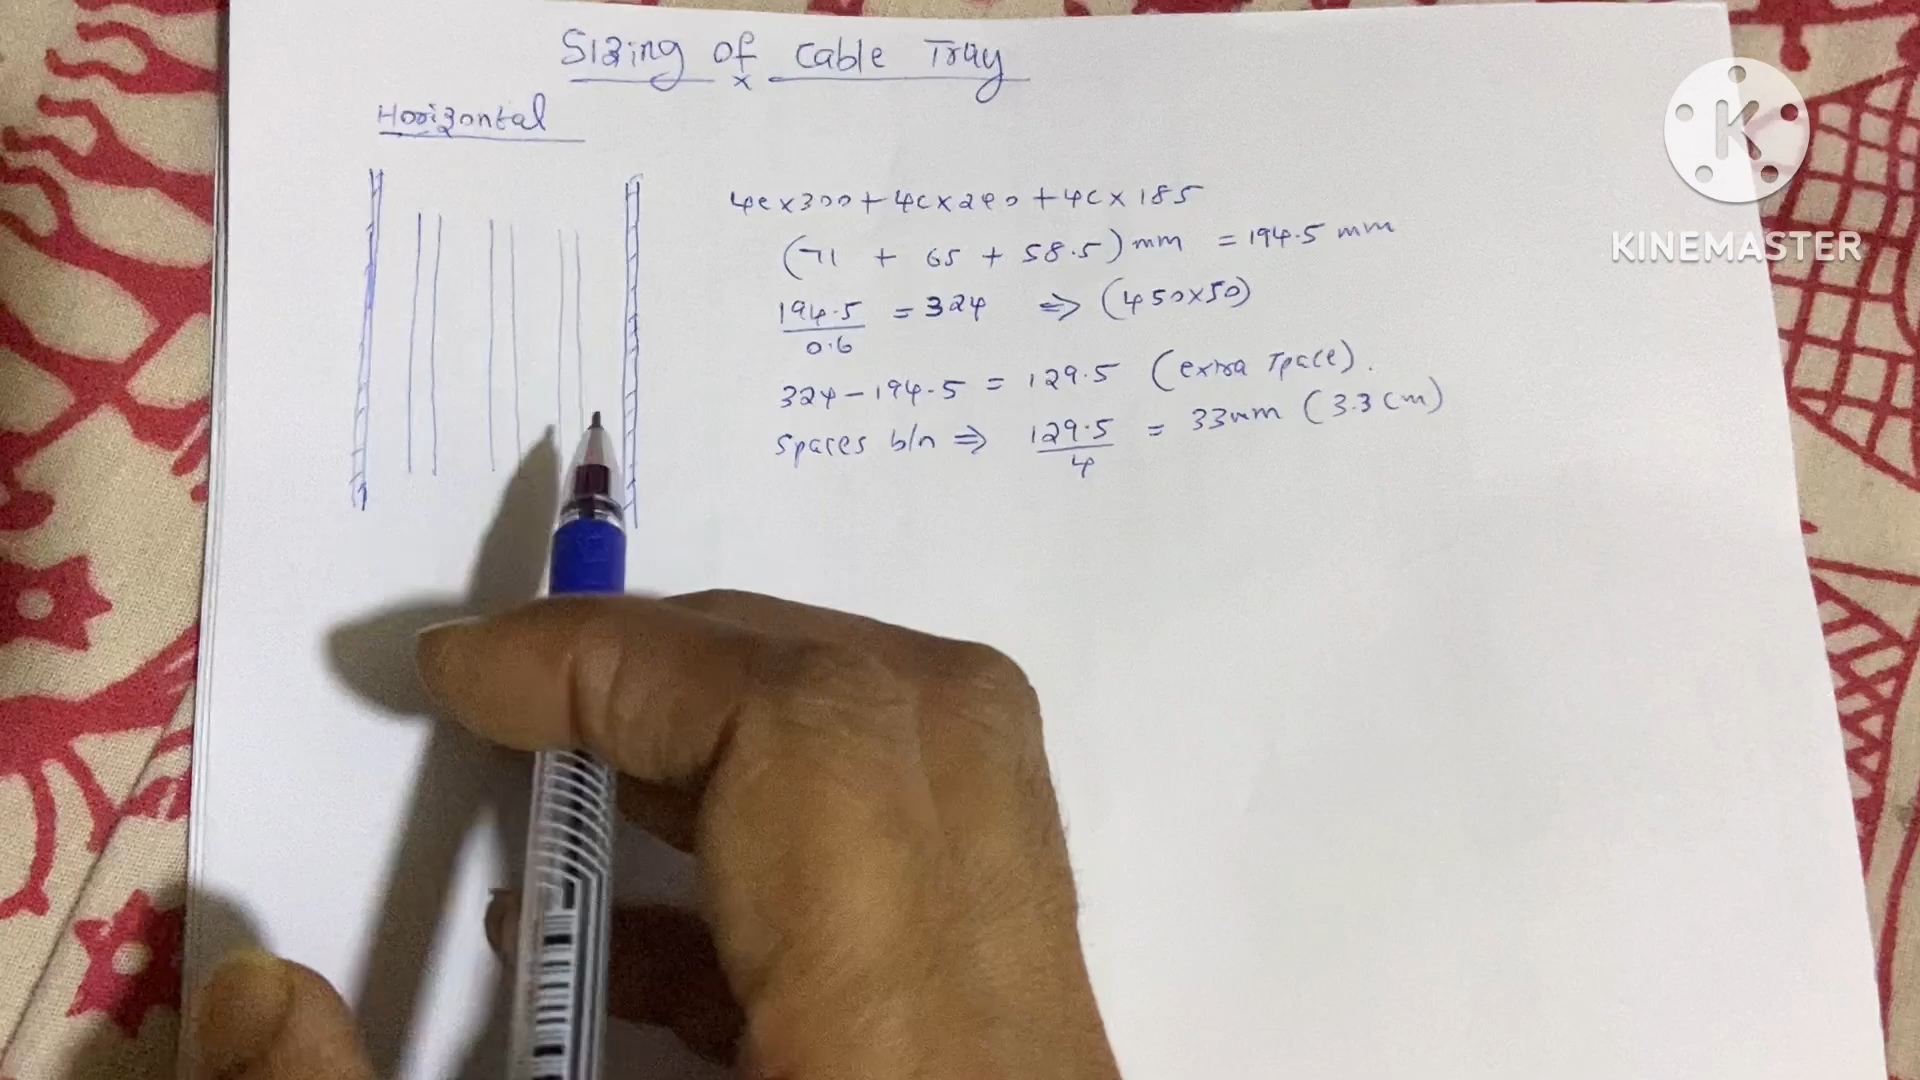 Sizing of Cable Tray
x
Horizontal
4c x 300 + 4c x 240 + 4c x 185
(71 + 65 + 58.5) mm = 194.5 mm
194.5 / 0.6 = 324 ⇒ (450x50)
324 – 194.5 = 129.5 (extra Space).
Spaces b/n ⇒ 129.5 / 4 = 33mm (3.3 cm)
K
KINEMASTER